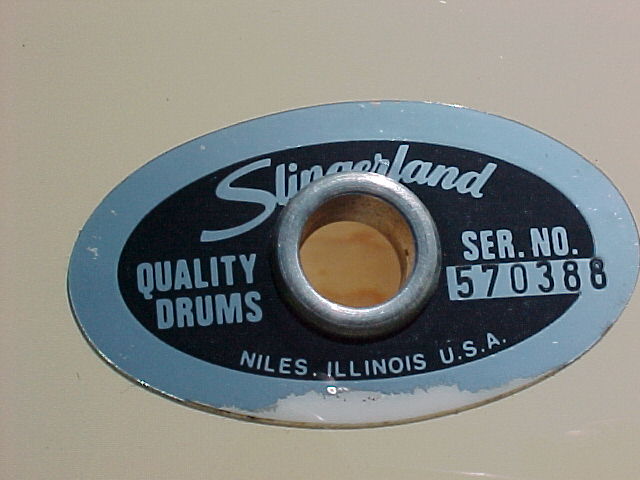 Slingerland
QUALITY
DRUMS
SER. NO.
570388
NILES, ILLINOIS U.S.A.